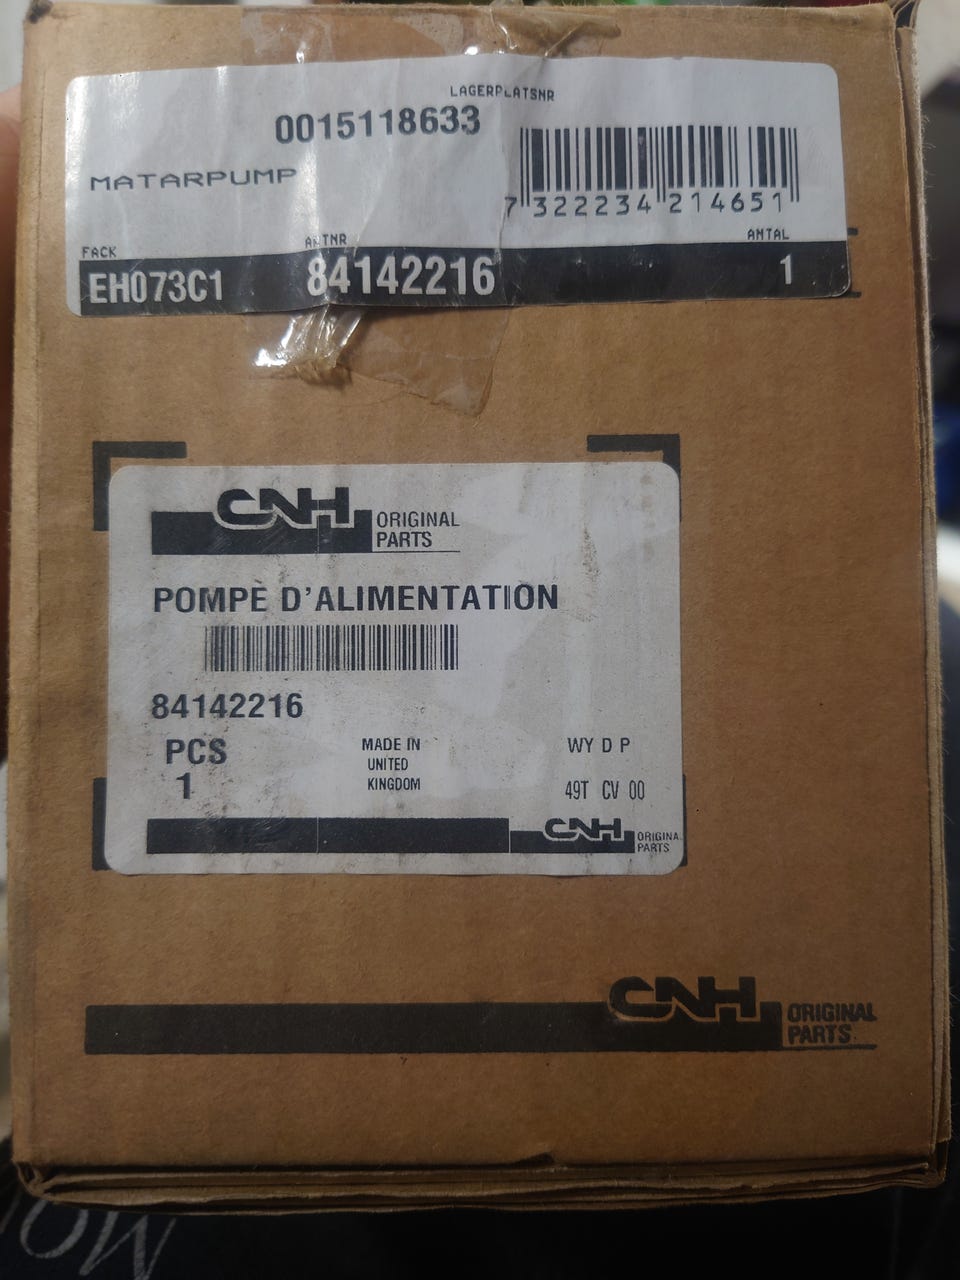 LAGERPLATSNR
0015118633
MATARPUMP
7 322234 214651
FACK
ARTNR
ANTAL
EH073C1
84142216
1
CNH ORIGINAL
PARTS
POMPE D'ALIMENTATION
84142216
PCS
1
MADE IN
UNITED
KINGDOM
WY D P
49T CV 00
CNH ORIGINA
PARTS
CNH ORIGINAL
PARTS